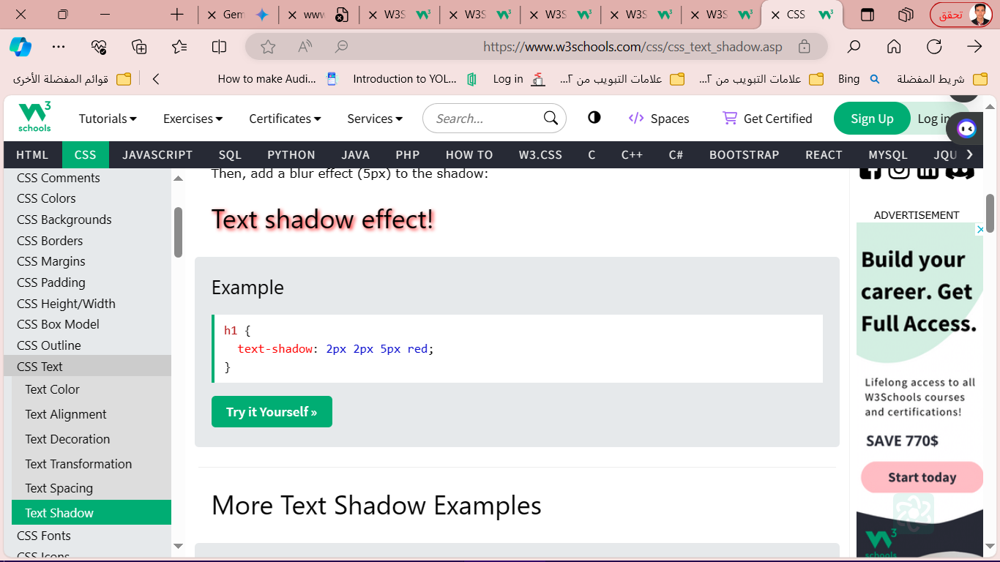 Gem
www
W3S
W3S
W3S
W3S
W3S
CSS
تحقق
https://www.w3schools.com/css/css_text_shadow.asp
قوائم المفضلة الأخرى
How to make Audi...
Introduction to YOL...
Log in
علامات التبويب من ٢...
علامات التبويب من ٢...
Bing
شريط المفضلة
W3 schools
Tutorials
Exercises
Certificates
Services
Search...
Spaces
Get Certified
Sign Up
Log in
HTML CSS JAVASCRIPT SQL PYTHON JAVA PHP HOW TO W3.CSS C C++ C# BOOTSTRAP REACT MYSQL JQU
CSS Comments
CSS Colors
CSS Backgrounds
CSS Borders
CSS Margins
CSS Padding
CSS Height/Width
CSS Box Model
CSS Outline
CSS Text
Text Color
Text Alignment
Text Decoration
Text Transformation
Text Spacing
Text Shadow
CSS Fonts
CSS Icons
Then, add a blur effect (5px) to the shadow:
Text shadow effect!
Example
h1 {
text-shadow: 2px 2px 5px red;
}
Try it Yourself »
More Text Shadow Examples
ADVERTISEMENT
Build your
career. Get
Full Access.
Lifelong access to all
W3Schools courses
and certifications!
SAVE 770$
Start today
W3
schools